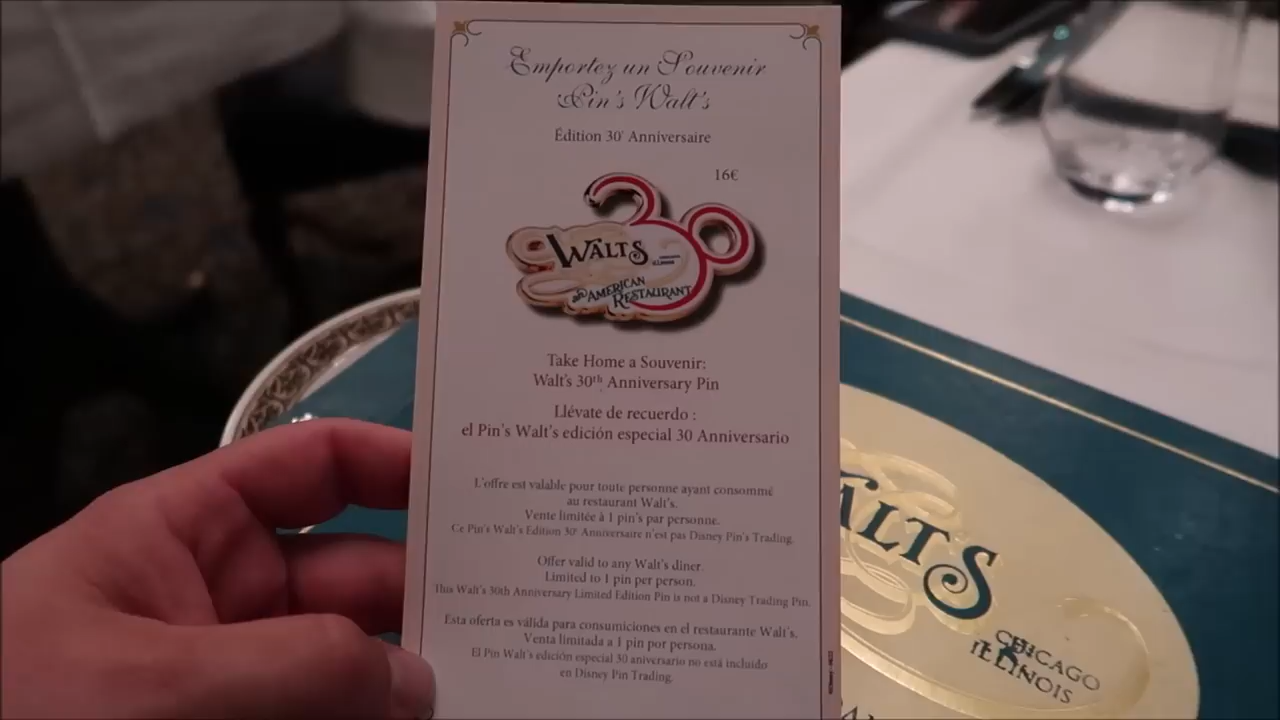 Emportez un Souvenir
Pin's Walt's
Édition 30e Anniversaire
16€
30
WALT'S
AN AMERICAN
RESTAURANT
Take Home a Souvenir:
Walt's 30th Anniversary Pin
Llévate de recuerdo :
el Pin's Walt's edición especial 30 Anniversario
L'offre est valable pour toute personne ayant consommé
au restaurant Walt's.
Vente limitée à 1 pin's par personne.
Ce Pin's Walt's Edition 30e Anniversaire n'est pas Disney Pin's Trading.
Offer valid to any Walt's diner.
Limited to 1 pin per person.
This Walt's 30th Anniversary Limited Edition Pin is not a Disney Trading Pin.
Esta oferta es válida para consumiciones en el restaurante Walt's.
Venta limitada a 1 pin por persona.
El Pin Walt's edición especial 30 aniversario no está incluido
en Disney Pin Trading.
WALT'S
CHICAGO
ILLINOIS